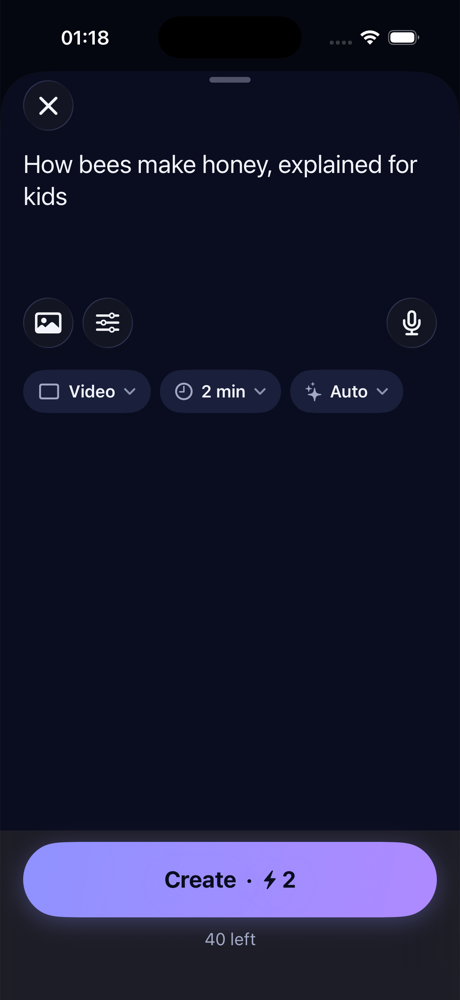 01:18
How bees make honey, explained for
kids
Video
2 min
Auto
Create · 2
40 left